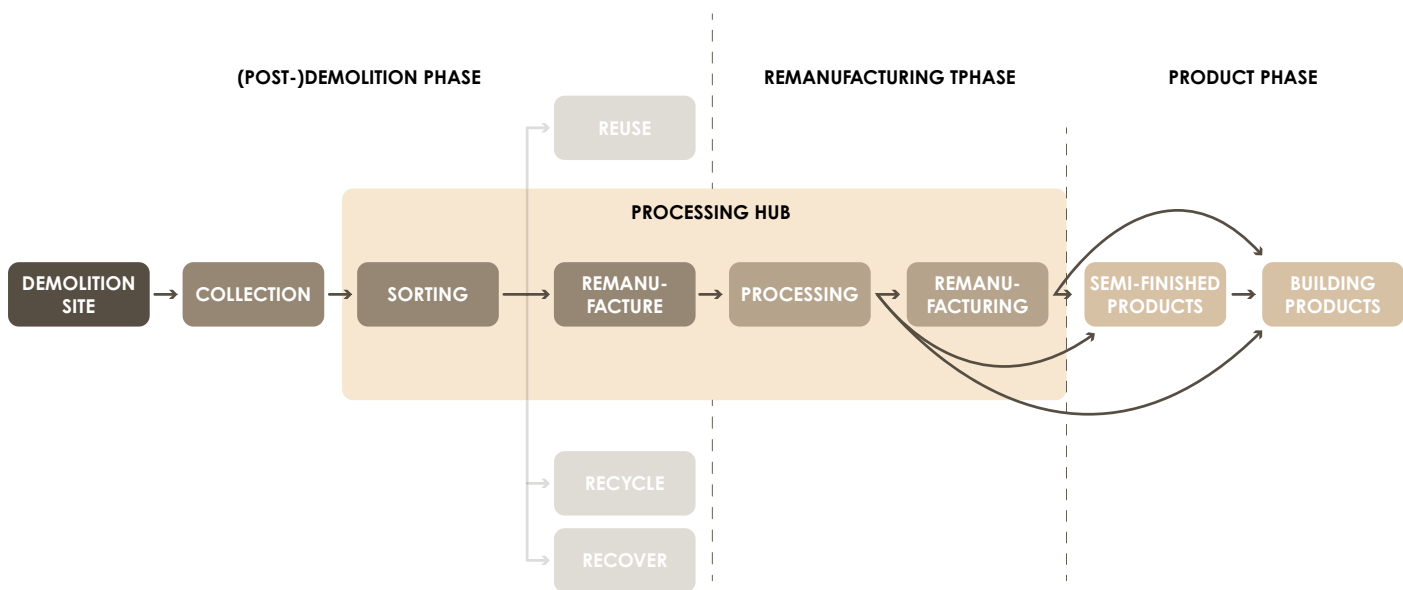 (POST-)DEMOLITION PHASE
REMANUFACTURING TPHASE
PRODUCT PHASE
REUSE
PROCESSING HUB
DEMOLITION
SITE
COLLECTION
SORTING
REMANU-
FACTURE
PROCESSING
REMANU-
FACTURING
SEMI-FINISHED
PRODUCTS
BUILDING
PRODUCTS
RECYCLE
RECOVER